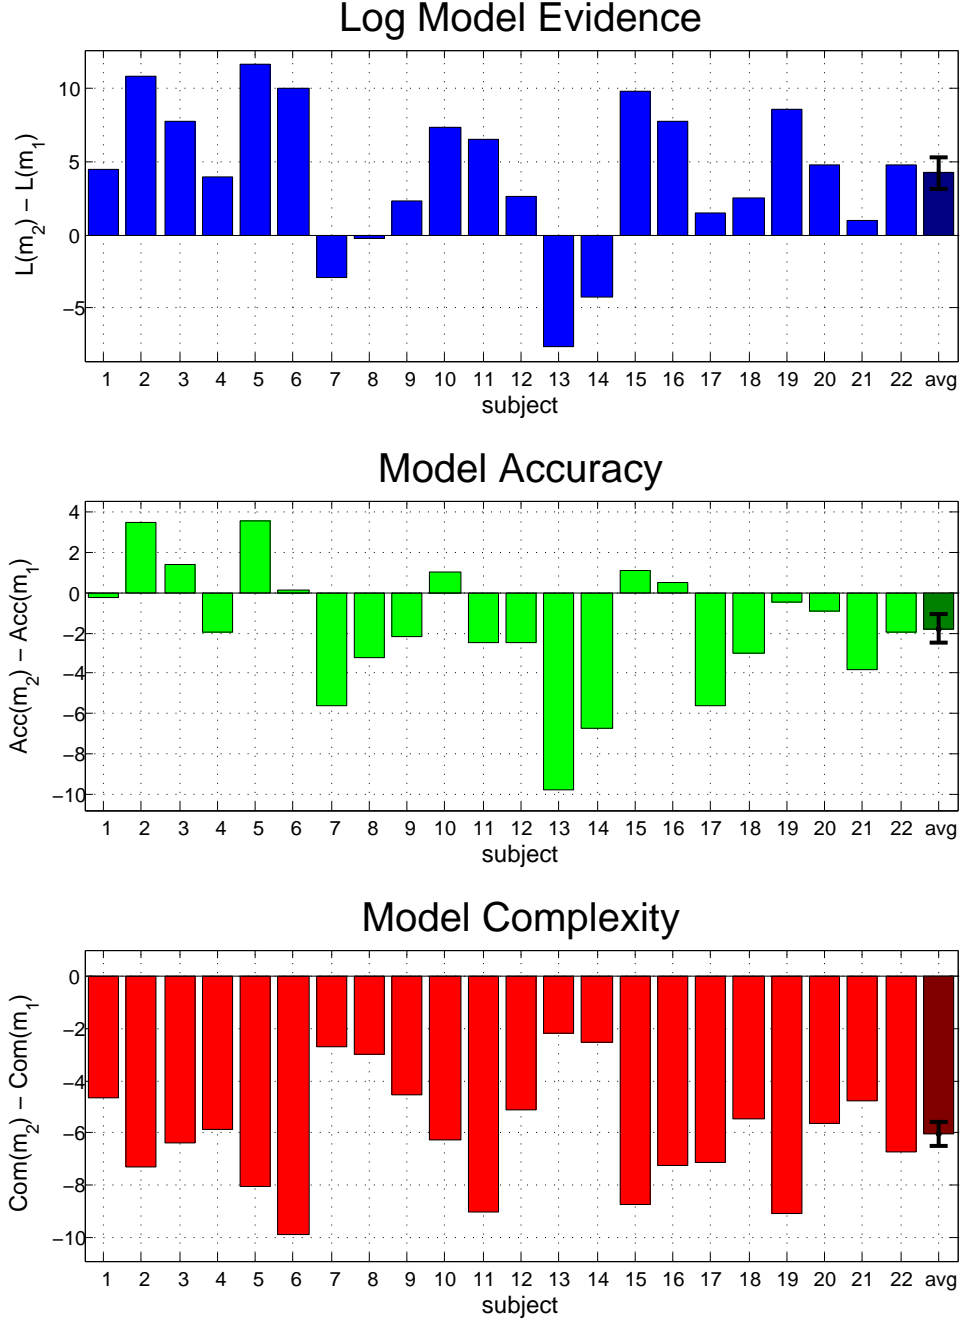 Log Model Evidence
L(m2) − L(m1)
10
5
0
−5
1 2 3 4 5 6 7 8 9 10 11 12 13 14 15 16 17 18 19 20 21 22 avg
subject
Model Accuracy
Acc(m2) − Acc(m1)
4
2
0
−2
−4
−6
−8
−10
1 2 3 4 5 6 7 8 9 10 11 12 13 14 15 16 17 18 19 20 21 22 avg
subject
Model Complexity
Com(m2) − Com(m1)
0
−2
−4
−6
−8
−10
1 2 3 4 5 6 7 8 9 10 11 12 13 14 15 16 17 18 19 20 21 22 avg
subject